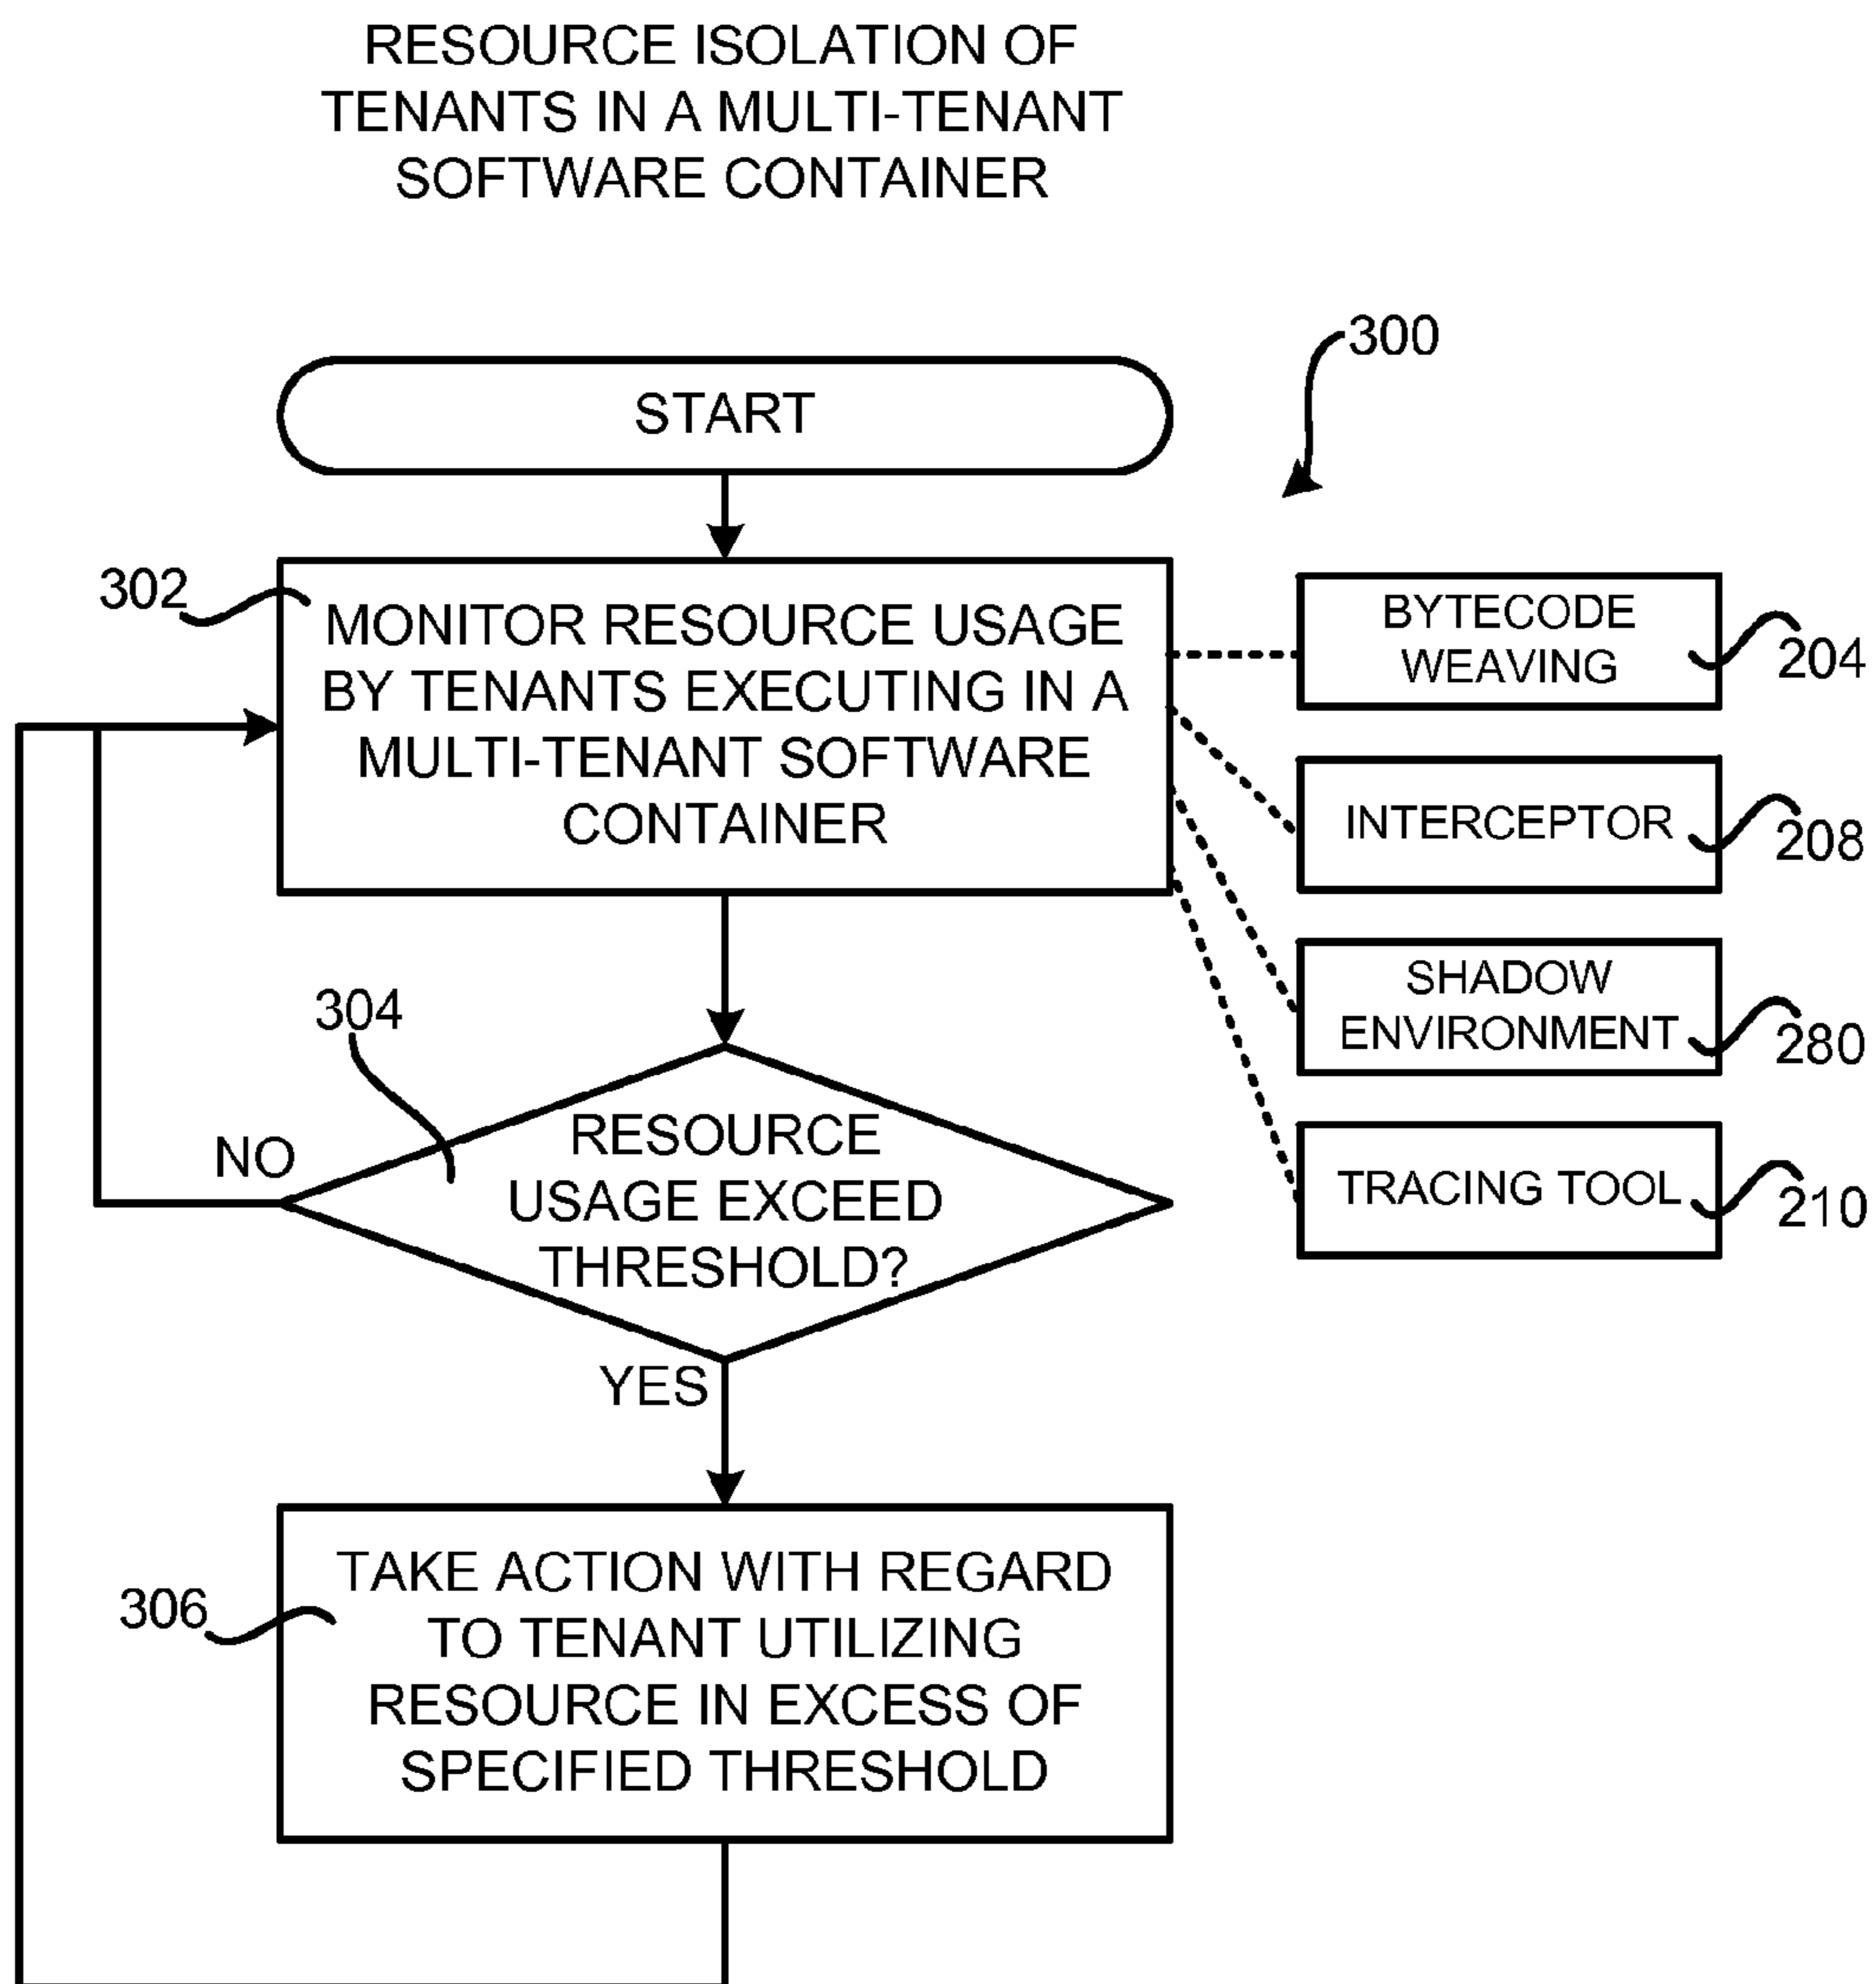 RESOURCE ISOLATION OF
TENANTS IN A MULTI-TENANT
SOFTWARE CONTAINER
300
START
302
MONITOR RESOURCE USAGE
BY TENANTS EXECUTING IN A
MULTI-TENANT SOFTWARE
CONTAINER
BYTECODE
WEAVING
204
INTERCEPTOR
208
SHADOW
ENVIRONMENT
280
TRACING TOOL
210
304
RESOURCE
USAGE EXCEED
THRESHOLD?
NO
YES
306
TAKE ACTION WITH REGARD
TO TENANT UTILIZING
RESOURCE IN EXCESS OF
SPECIFIED THRESHOLD